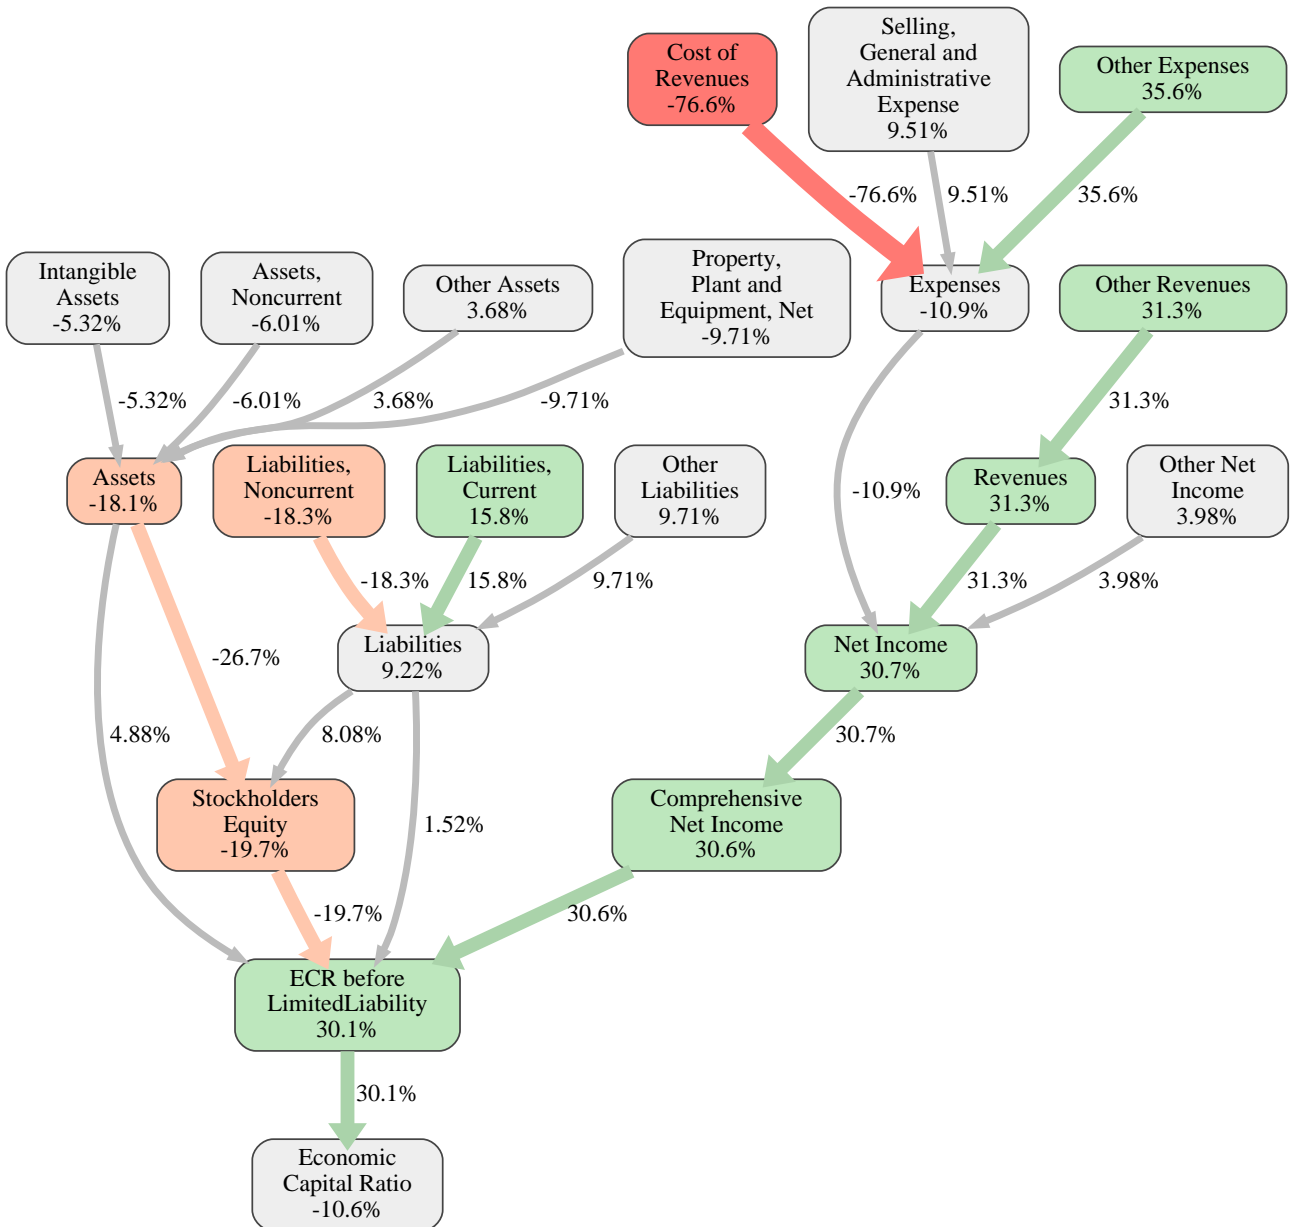 Cost of
Revenues
-76.6%
Selling,
General and
Administrative
Expense
9.51%
Other Expenses
35.6%
-76.6%
9.51%
35.6%
Intangible
Assets
-5.32%
Assets,
Noncurrent
-6.01%
Other Assets
3.68%
Property,
Plant and
Equipment, Net
-9.71%
Expenses
-10.9%
Other Revenues
31.3%
-5.32%
-6.01%
3.68%
-9.71%
31.3%
Assets
-18.1%
Liabilities,
Noncurrent
-18.3%
Liabilities,
Current
15.8%
Other
Liabilities
9.71%
-10.9%
Revenues
31.3%
Other Net
Income
3.98%
-18.3%
15.8%
9.71%
31.3%
3.98%
-26.7%
Liabilities
9.22%
Net Income
30.7%
4.88%
8.08%
30.7%
Stockholders
Equity
-19.7%
1.52%
Comprehensive
Net Income
30.6%
-19.7%
30.6%
ECR before
LimitedLiability
30.1%
30.1%
Economic
Capital Ratio
-10.6%